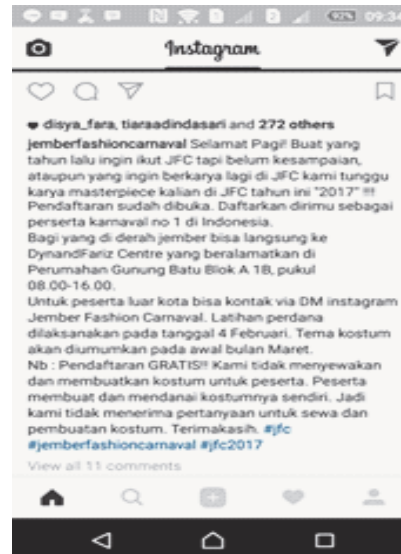 92% 09:34
Instagram
disya_fara, tiaraadindasari and 272 others
jemberfashioncarnaval Selamat Pagi! Buat yang
tahun lalu ingin ikut JFC tapi belum kesampaian,
ataupun yang ingin berkarya lagi di JFC kami tunggu
karya masterpiece kalian di JFC tahun ini "2017" !!!
Pendaftaran sudah dibuka. Daftarkan dirimu sebagai
perserta karnaval no 1 di Indonesia.
Bagi yang di derah jember bisa langsung ke
DynandFariz Centre yang beralamatkan di
Perumahan Gunung Batu Blok A 1B, pukul
08.00-16.00.
Untuk peserta luar kota bisa kontak via DM instagram
Jember Fashion Carnaval. Latihan perdana
dilaksanakan pada tanggal 4 Februari. Tema kostum
akan diumumkan pada awal bulan Maret.
Nb : Pendaftaran GRATIS!! Kami tidak menyewakan
dan membuatkan kostum untuk peserta. Peserta
membuat dan mendanai kostumnya sendiri. Jadi
kami tidak menerima pertanyaan untuk sewa dan
pembuatan kostum. Terimakasih. #jfc
#jemberfashioncarnaval #jfc2017
View all 11 comments